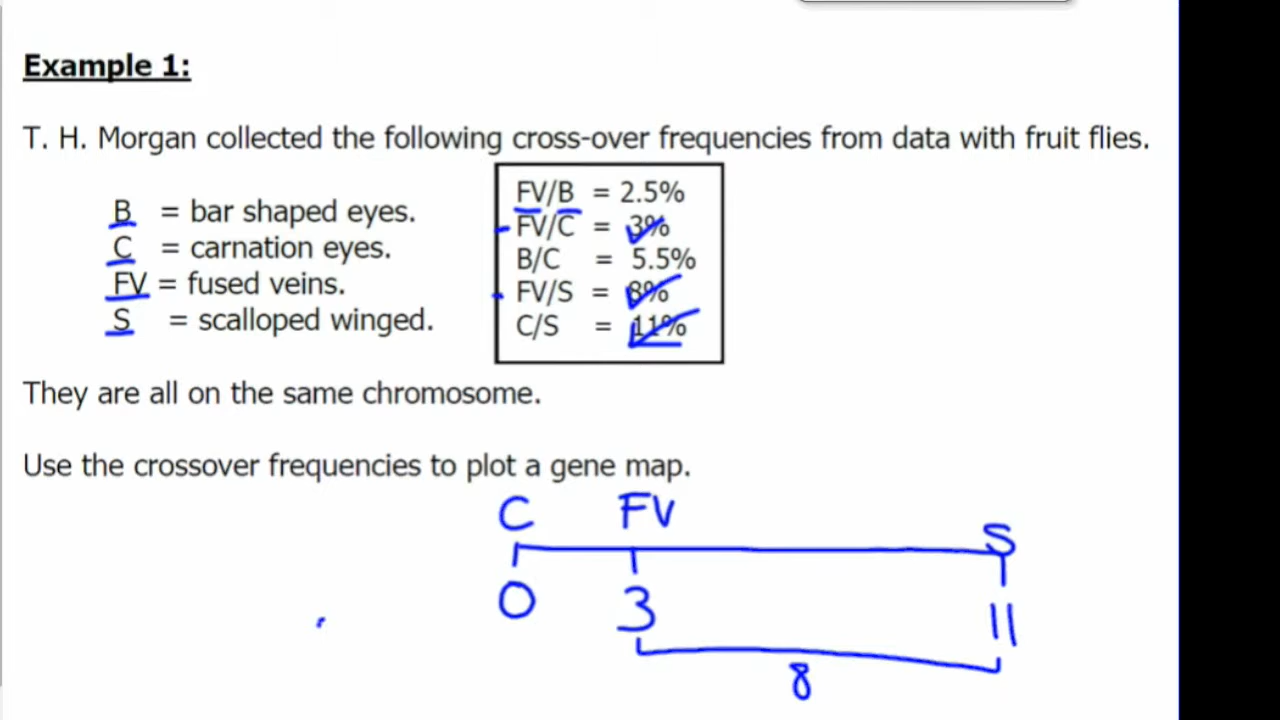 Example 1:
T. H. Morgan collected the following cross-over frequencies from data with fruit flies.
B = bar shaped eyes.
C = carnation eyes.
FV = fused veins.
S = scalloped winged.
FV/B = 2.5%
FV/C = 3%
B/C = 5.5%
FV/S = 8%
C/S = 11%
They are all on the same chromosome.
Use the crossover frequencies to plot a gene map.
C FV S
0 3 11
8